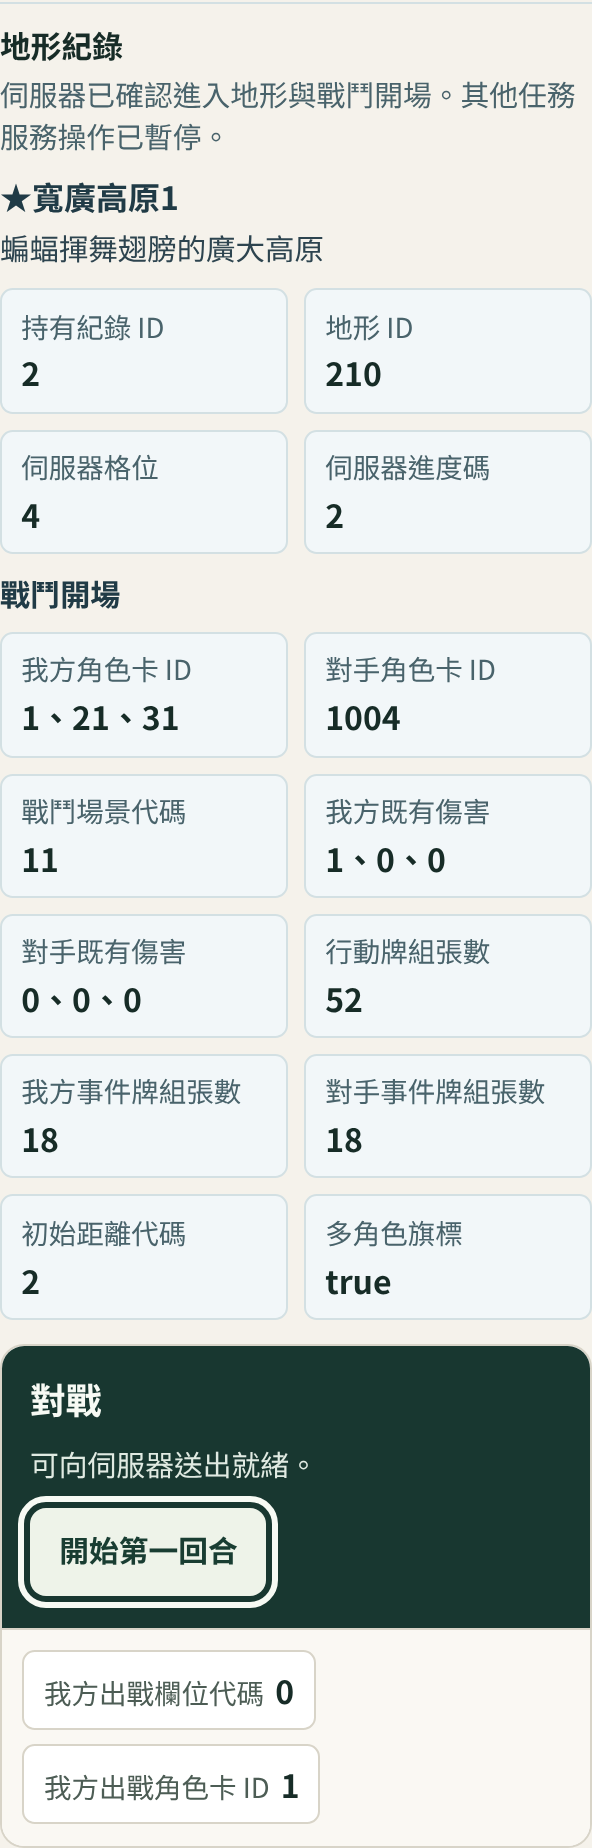 地形紀錄
伺服器已確認進入地形與戰鬥開場。其他任務
服務操作已暫停。
★寬廣高原1
蝙蝠揮舞翅膀的廣大高原
持有紀錄 ID
2
地形 ID
210
伺服器格位
4
伺服器進度碼
2
戰鬥開場
我方角色卡 ID
1、21、31
對手角色卡 ID
1004
戰鬥場景代碼
11
我方既有傷害
1、0、0
對手既有傷害
0、0、0
行動牌組張數
52
我方事件牌組張數
18
對手事件牌組張數
18
初始距離代碼
2
多角色旗標
true
對戰
可向伺服器送出就緒。
開始第一回合
我方出戰欄位代碼 0
我方出戰角色卡 ID 1